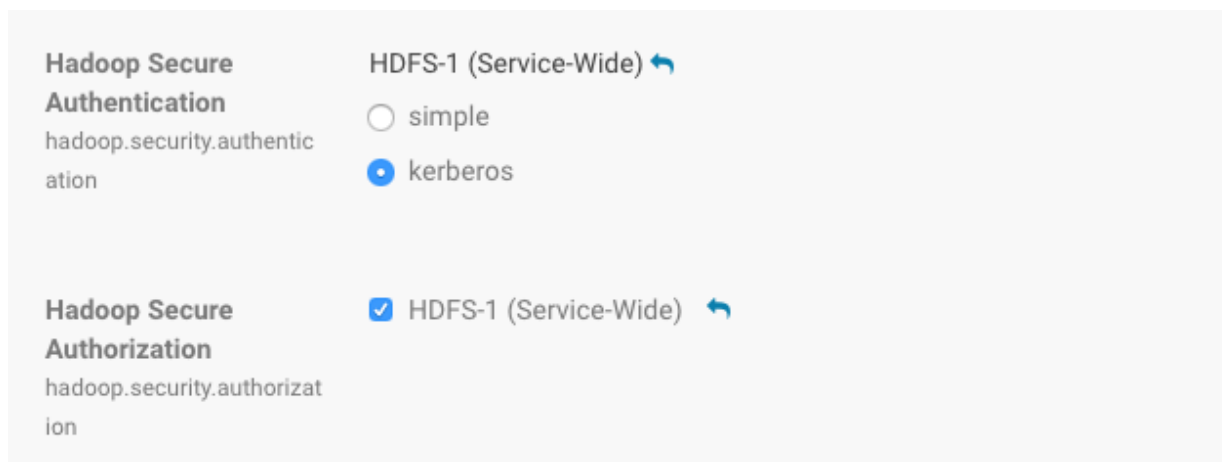 Hadoop Secure
Authentication
hadoop.security.authentic
ation
HDFS-1 (Service-Wide)
simple
kerberos
Hadoop Secure
Authorization
hadoop.security.authorizat
ion
HDFS-1 (Service-Wide)